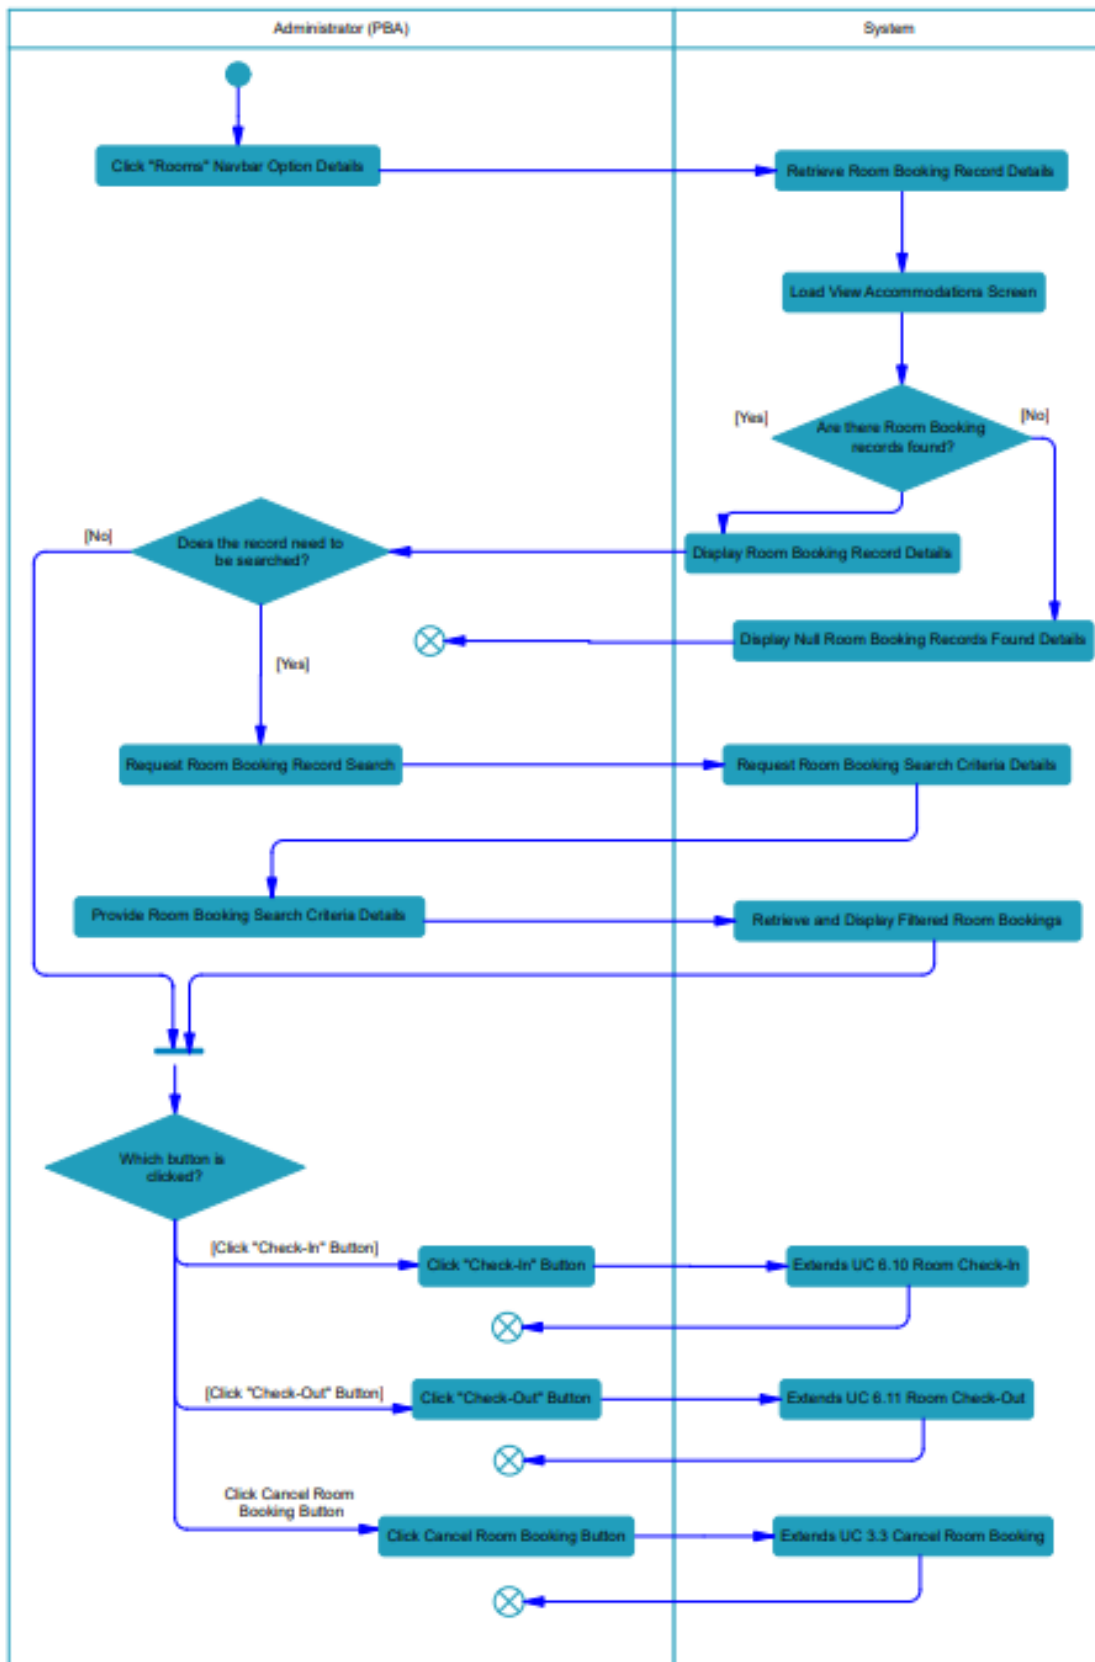 Administrator (PBA)
System
Click "Rooms" Navbar Option Details
Retrieve Room Booking Record Details
Load View Accommodations Screen
[Yes]
[No]
Are there Room Booking
records found?
[No]
Does the record need to
be searched?
Display Room Booking Record Details
Display Null Room Booking Records Found Details
[Yes]
Request Room Booking Record Search
Request Room Booking Search Criteria Details
Provide Room Booking Search Criteria Details
Retrieve and Display Filtered Room Bookings
Which button is
clicked?
[Click "Check-In" Button]
Click "Check-In" Button
Extends UC 6.10 Room Check-In
[Click "Check-Out" Button]
Click "Check-Out" Button
Extends UC 6.11 Room Check-Out
Click Cancel Room
Booking Button
Click Cancel Room Booking Button
Extends UC 3.3 Cancel Room Booking